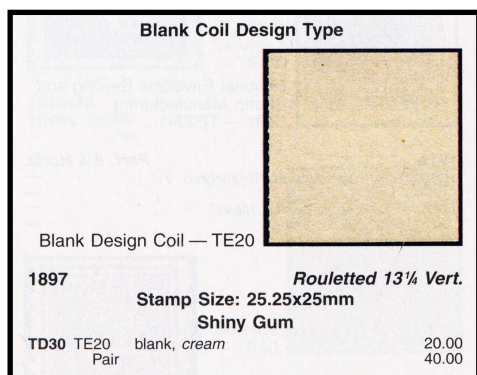 Blank Coil Design Type
Blank Design Coil — TE20
1897 Rouletted 13¼ Vert.
Stamp Size: 25.25x25mm
Shiny Gum
TD30 TE20 blank, cream 20.00
Pair 40.00